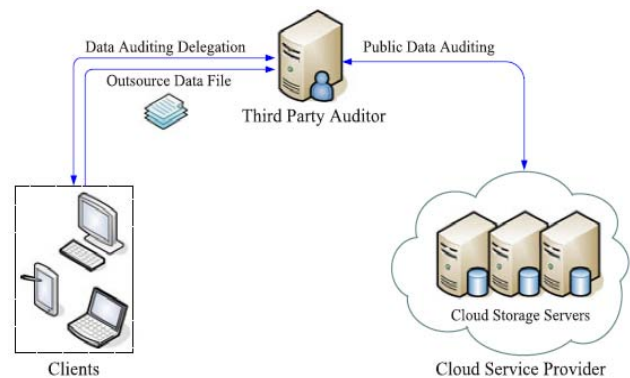 Data Auditing Delegation
Public Data Auditing
Outsource Data File
Third Party Auditor
Cloud Storage Servers
Clients
Cloud Service Provider